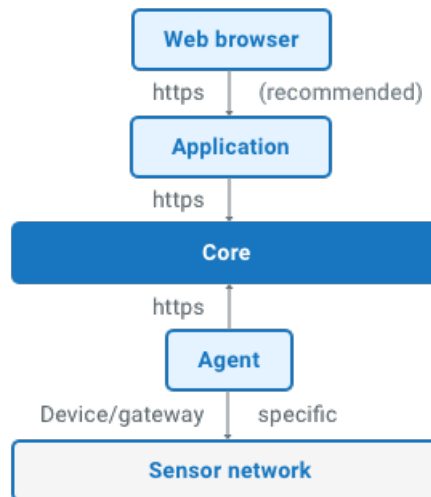 Web browser
https (recommended)
Application
https
Core
https
Agent
Device/gateway specific
Sensor network